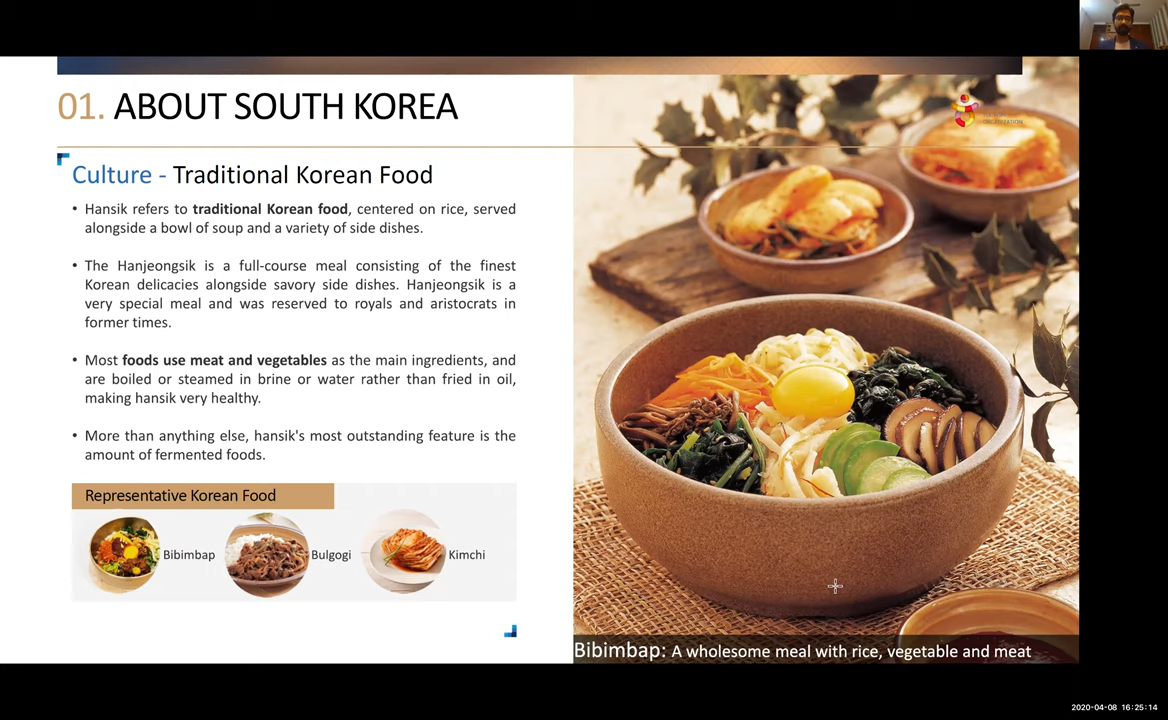 01. ABOUT SOUTH KOREA
Culture - Traditional Korean Food
• Hansik refers to traditional Korean food, centered on rice, served
alongside a bowl of soup and a variety of side dishes.
• The Hanjeongsik is a full-course meal consisting of the finest
Korean delicacies alongside savory side dishes. Hanjeongsik is a
very special meal and was reserved to royals and aristocrats in
former times.
• Most foods use meat and vegetables as the main ingredients, and
are boiled or steamed in brine or water rather than fried in oil,
making hansik very healthy.
• More than anything else, hansik's most outstanding feature is the
amount of fermented foods.
Representative Korean Food
Bibimbap
Bulgogi
Kimchi
ORGANIZATION
Bibimbap: A wholesome meal with rice, vegetable and meat
2020-04-08 16:25:14